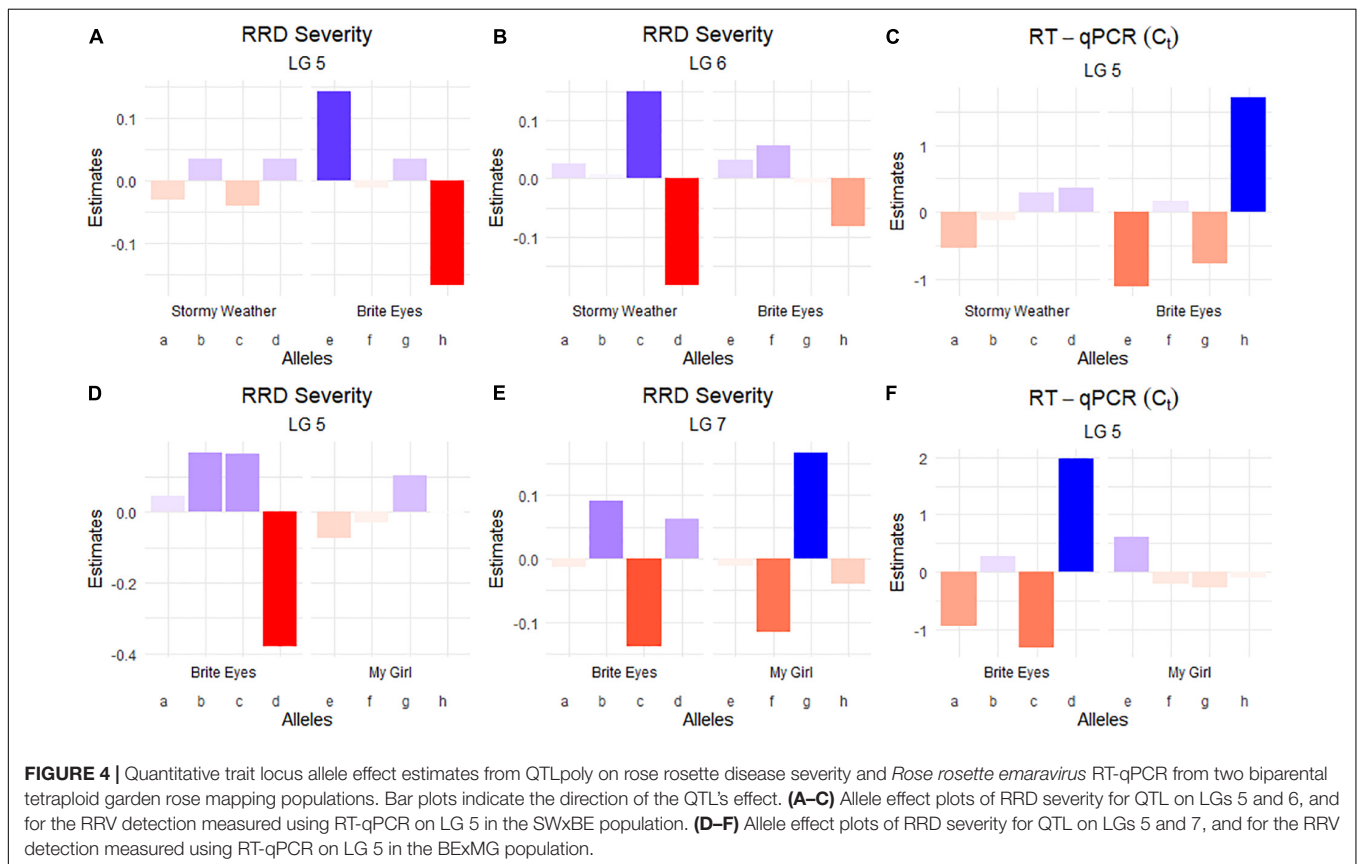 A
RRD Severity
LG 5
Estimates
0.1
0.0
-0.1
Stormy Weather
Brite Eyes
a b c d e f g h
Alleles
B
RRD Severity
LG 6
Estimates
0.1
0.0
-0.1
Stormy Weather
Brite Eyes
a b c d e f g h
Alleles
C
RT – qPCR (Ct)
LG 5
Estimates
1
0
-1
Stormy Weather
Brite Eyes
a b c d e f g h
Alleles
D
RRD Severity
LG 5
Estimates
0.0
-0.2
-0.4
Brite Eyes
My Girl
a b c d e f g h
Alleles
E
RRD Severity
LG 7
Estimates
0.1
0.0
-0.1
Brite Eyes
My Girl
a b c d e f g h
Alleles
F
RT – qPCR (Ct)
LG 5
Estimates
2
1
0
-1
Brite Eyes
My Girl
a b c d e f g h
Alleles
FIGURE 4 | Quantitative trait locus allele effect estimates from QTLpoly on rose rosette disease severity and Rose rosette emaravirus RT-qPCR from two biparental
tetraploid garden rose mapping populations. Bar plots indicate the direction of the QTL's effect. (A–C) Allele effect plots of RRD severity for QTL on LGs 5 and 6, and
for the RRV detection measured using RT-qPCR on LG 5 in the SWxBE population. (D–F) Allele effect plots of RRD severity for QTL on LGs 5 and 7, and for the RRV
detection measured using RT-qPCR on LG 5 in the BExMG population.